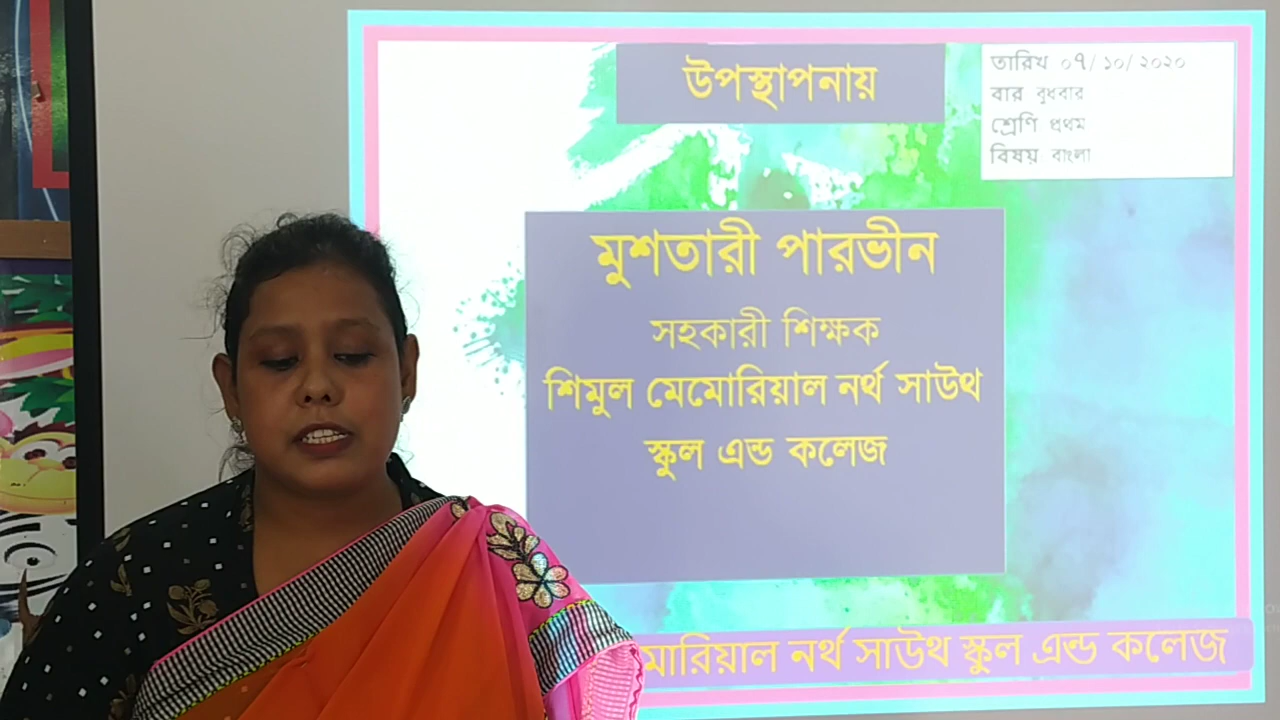 উপস্থাপনায়
তারিখ ০৭/ ১০/ ২০২০
বার বুধবার
শ্রেণি প্রথম
বিষয় বাংলা
মুশতারী পারভীন
সহকারী শিক্ষক
শিমুল মেমোরিয়াল নর্থ সাউথ
স্কুল এন্ড কলেজ
মোরিয়াল নর্থ সাউথ স্কুল এন্ড কলেজ